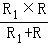 R₁ × R
R₁ + R